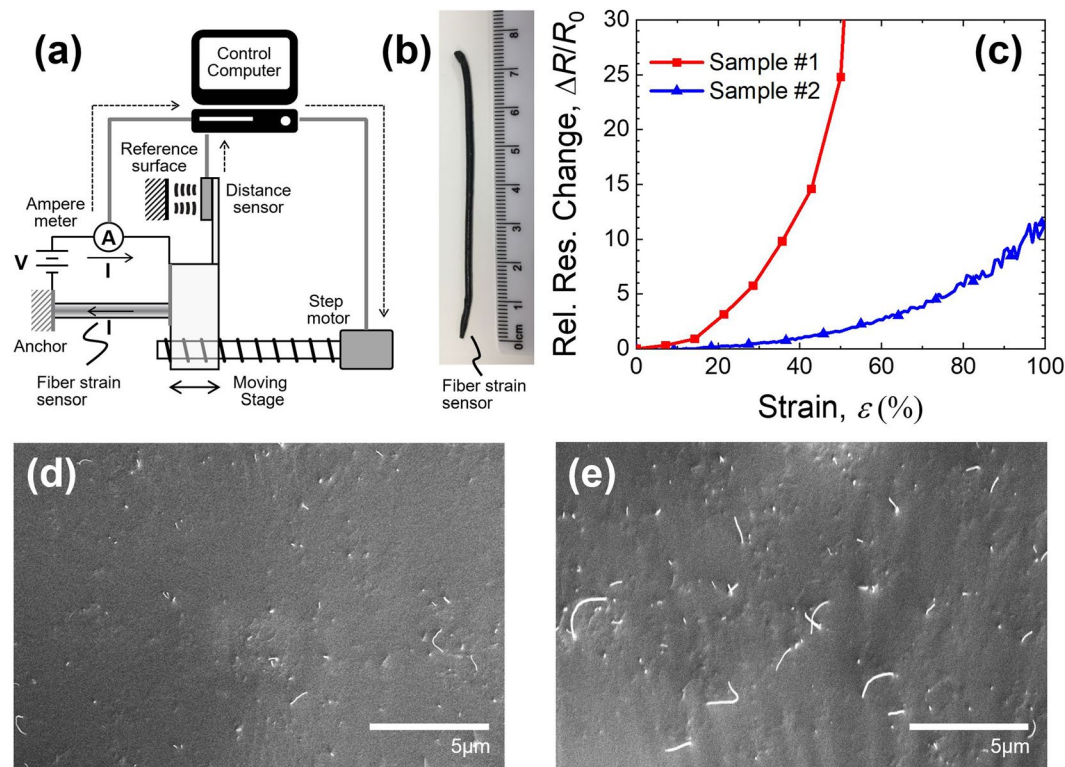 (a)
Control
Computer
Reference
surface
Distance
sensor
Ampere
meter
A
V
I
I
Anchor
Step
motor
Fiber strain
sensor
Moving
Stage
(b)
8
7
6
5
4
3
2
1
0 cm
Fiber strain
sensor
(c)
Rel. Res. Change, ΔR/R₀
30
25
20
15
10
5
0
Sample #1
Sample #2
0 20 40 60 80 100
Strain, ε (%)
(d)
5μm
(e)
5μm